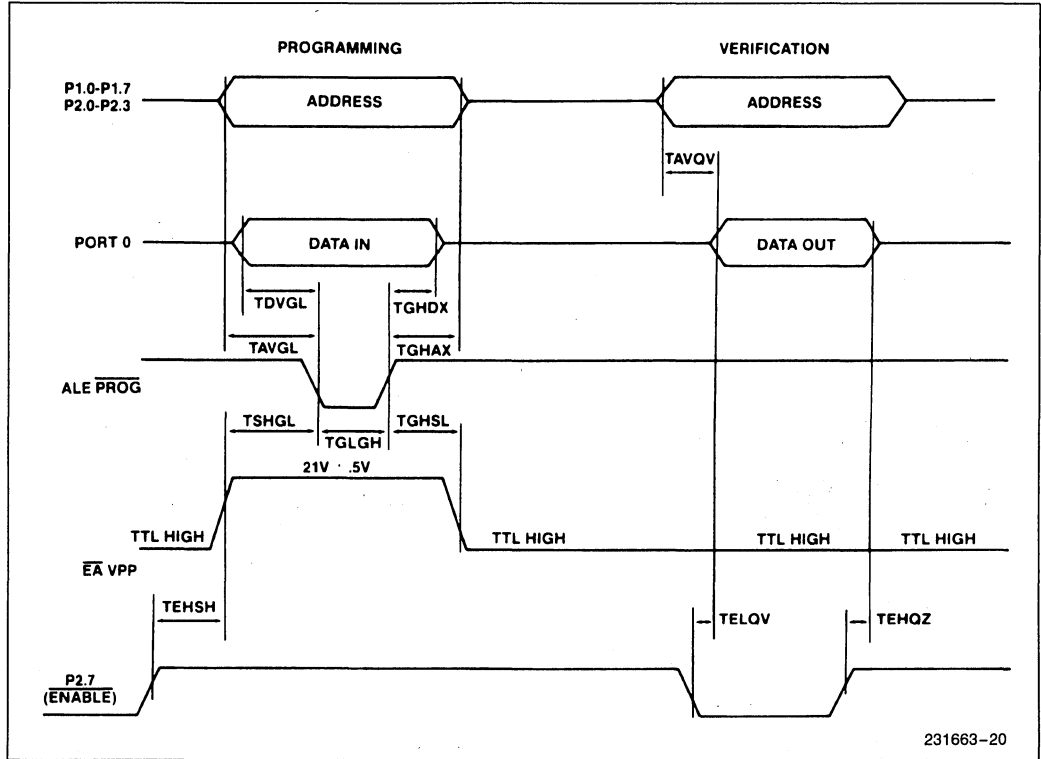 PROGRAMMING VERIFICATION
P1.0-P1.7
P2.0-P2.3
ADDRESS ADDRESS
TAVQV
PORT 0 DATA IN DATA OUT
TDVGL TGHDX
TAVGL TGHAX
ALE PROG
TSHGL TGLGH TGHSL
21V · .5V
TTL HIGH TTL HIGH TTL HIGH TTL HIGH
EA VPP
TEHSH TELQV TEHQZ
P2.7
(ENABLE)
231663-20